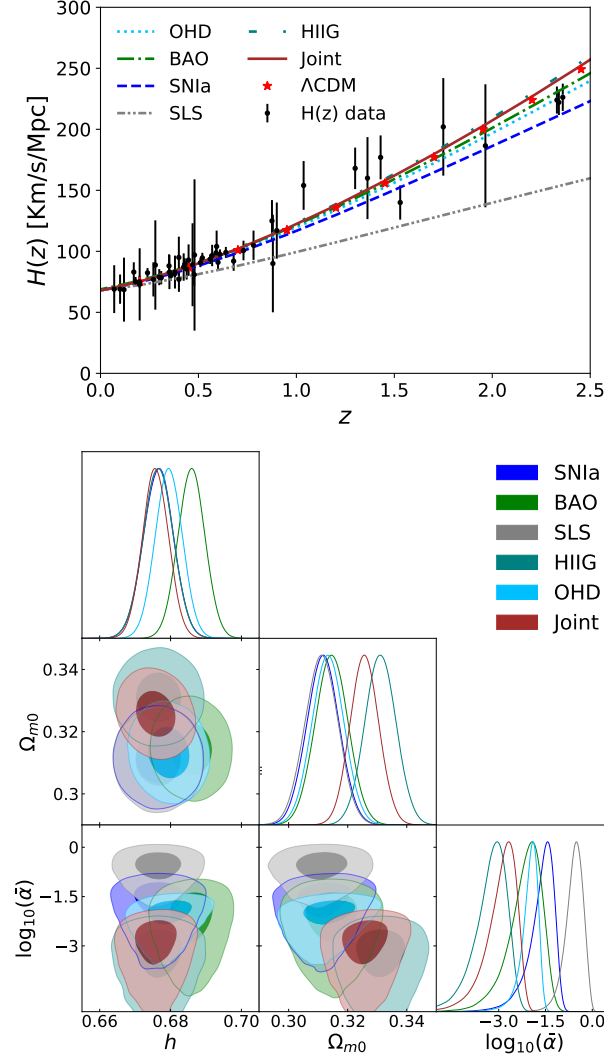 OHD
BAO
SNIa
SLS
HIIG
Joint
ΛCDM
H(z) data
300
250
200
150
100
50
0
H(z) [Km/s/Mpc]
0.0 0.5 1.0 1.5 2.0 2.5
z
SNIa
BAO
SLS
HIIG
OHD
Joint
0.34
0.32
0.3
Ωm0
0
−1.5
−3
log10(ᾱ)
0.66 0.68 0.70
h
0.30 0.32 0.34
Ωm0
−3.0 −1.5
log10(ᾱ)